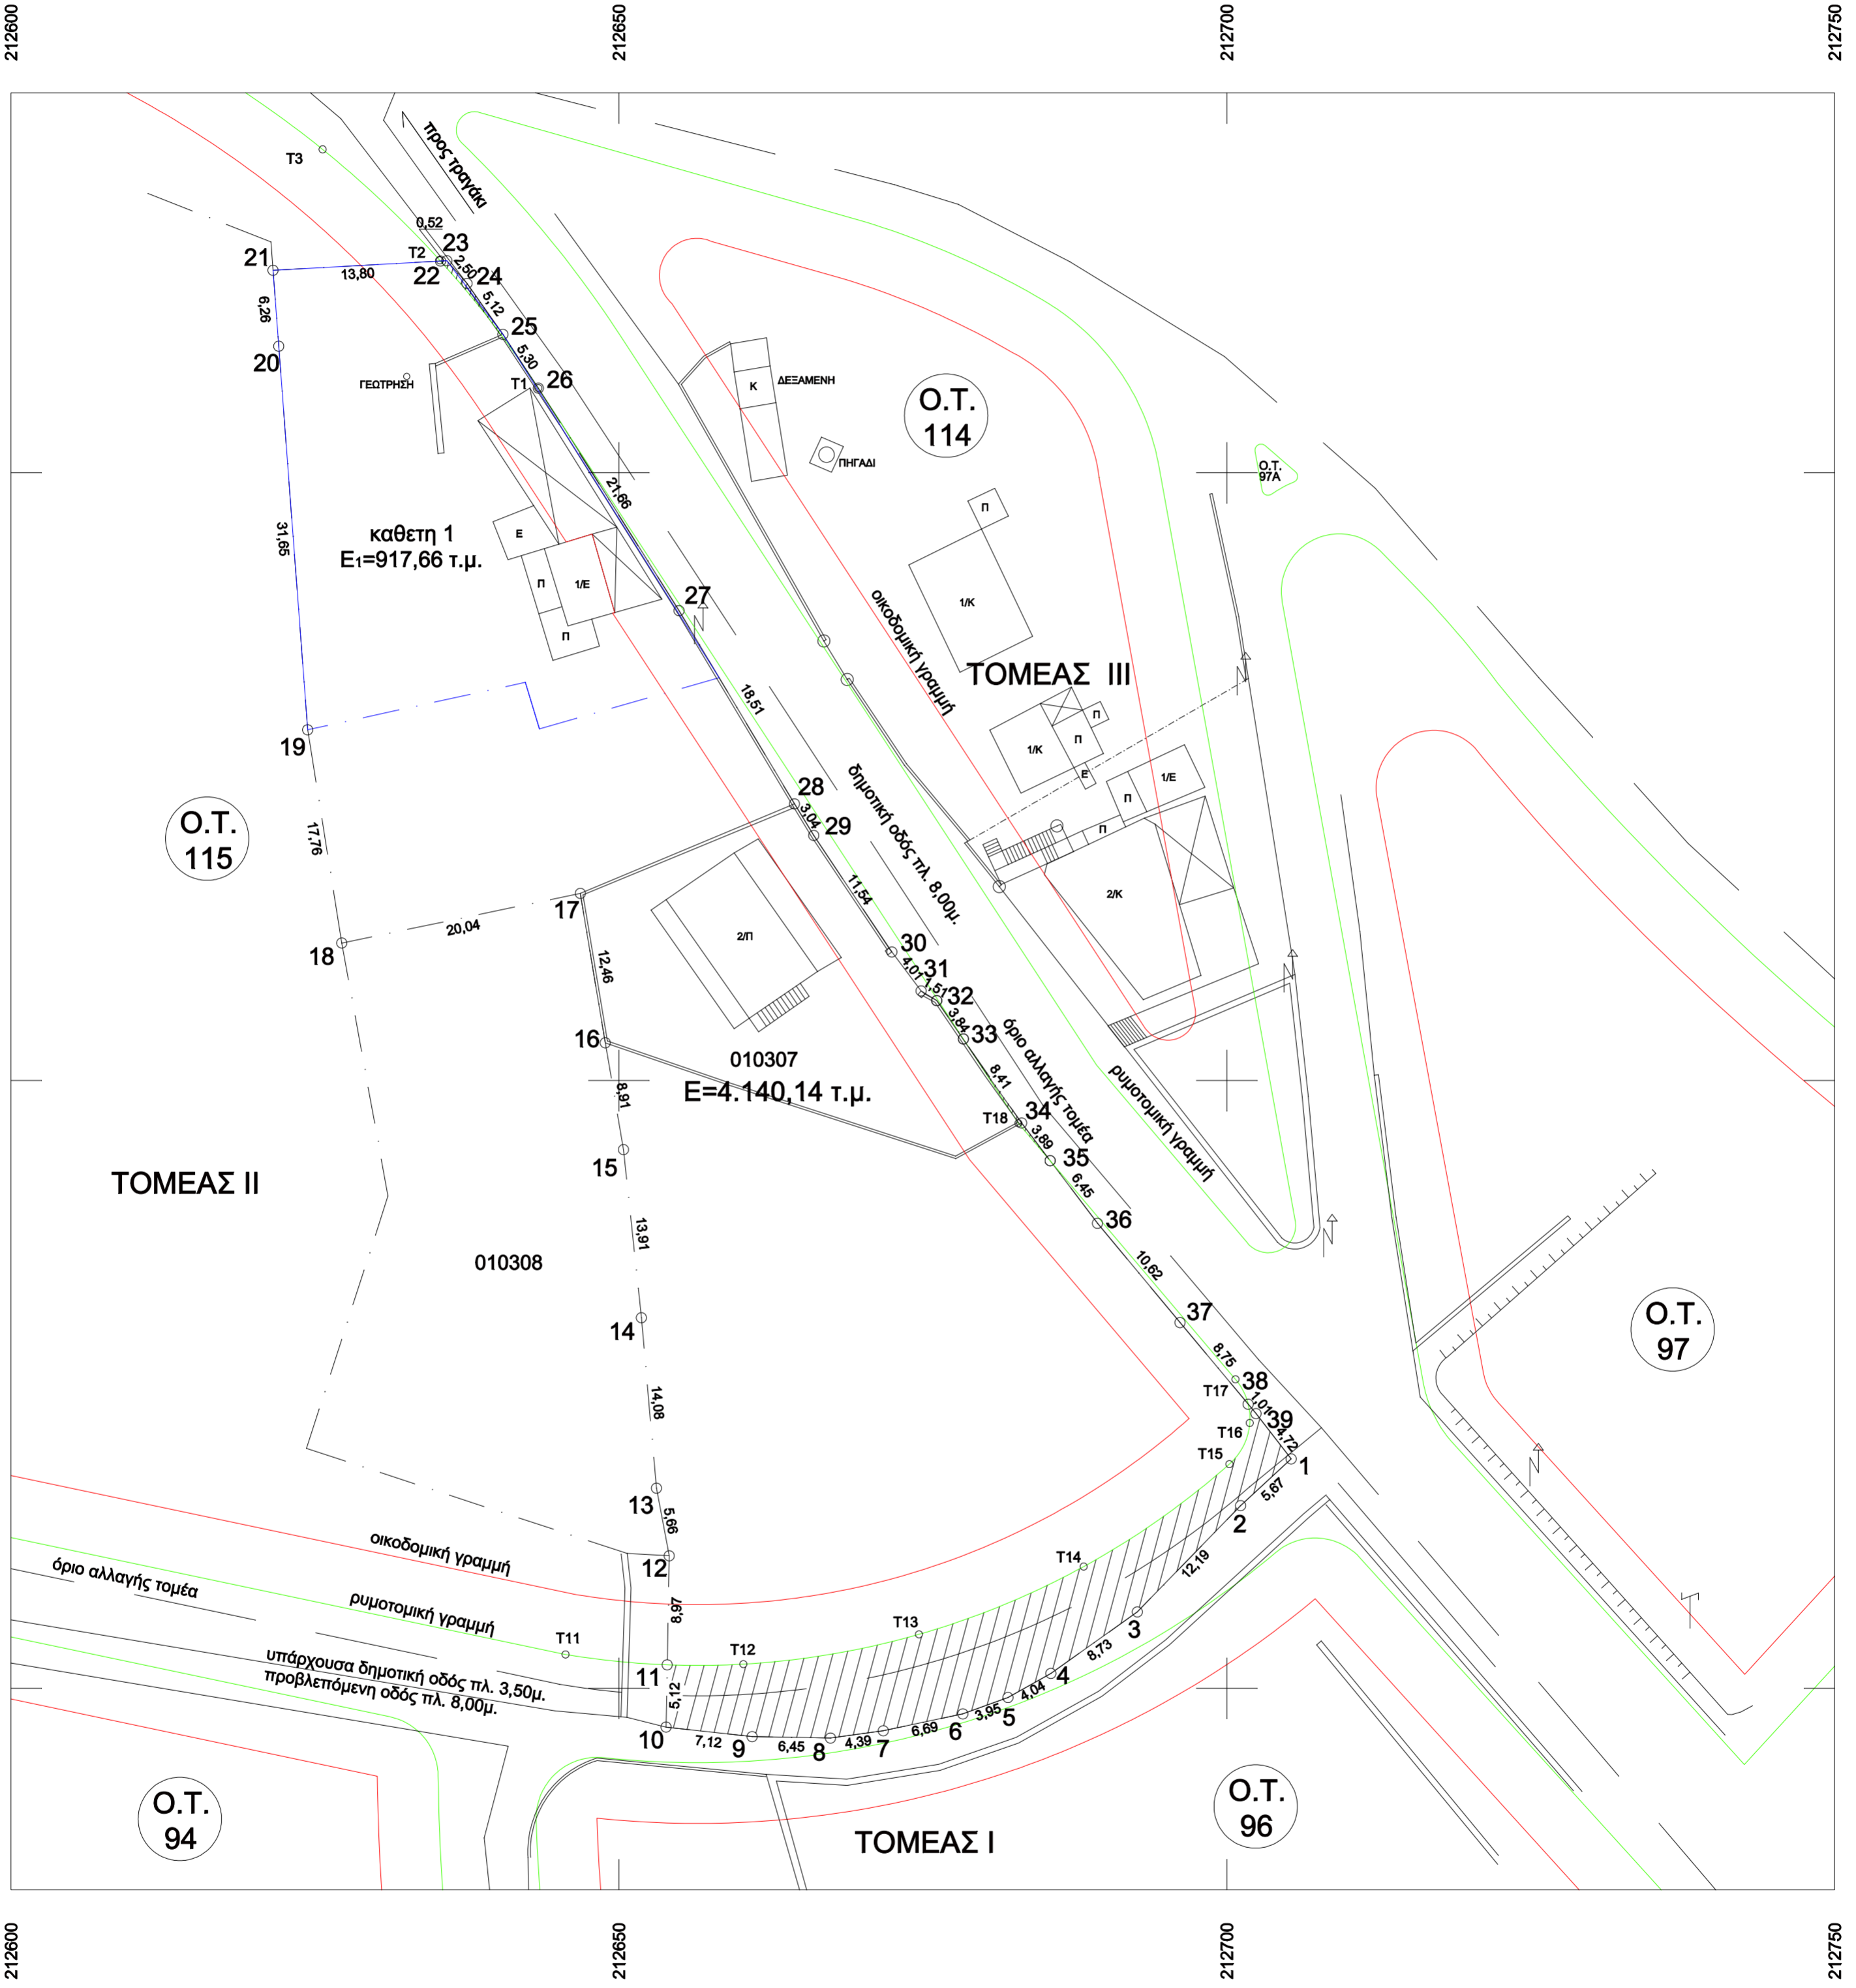 212600
212650
212700
212750
T3
προς τραγάκι
0,52
T2
23
22
2,50
24
21
13,80
5,12
6,26
25
20
5,30
ΓΕΩΤΡΗΣΗ
T1
26
Κ
ΔΕΞΑΜΕΝΗ
Ο.Τ.
114
ΠΗΓΑΔΙ
Ο.Τ.
97Α
21,66
31,65
καθετη 1
Ε1=917,66 τ.μ.
Ε
Π
1/Ε
Π
Π
1/Κ
27
οικοδομική γραμμή
ΤΟΜΕΑΣ ΙΙΙ
18,51
19
1/Κ
Π
Π
Ε
1/Ε
Π
Π
2/Κ
28
3,04
29
δημοτική οδός πλ. 8,00μ.
Ο.Τ.
115
17,76
11,54
17
20,04
18
2/Π
12,46
30
4,01
31
1,51
32
3,84
33
16
όριο αλλαγής τομέα
010307
Ε=4.140,14 τ.μ.
8,91
8,41
ρυμοτομική γραμμή
T18
34
3,89
35
15
ΤΟΜΕΑΣ ΙΙ
6,45
36
13,91
010308
10,62
14
37
Ο.Τ.
97
8,75
38
T17
1,01
39
T16
4,72
14,08
T15
1
5,67
2
13
5,66
οικοδομική γραμμή
12
T14
12,19
όριο αλλαγής τομέα
ρυμοτομική γραμμή
8,97
3
T13
T11
T12
8,73
υπάρχουσα δημοτική οδός πλ. 3,50μ.
προβλεπόμενη οδός πλ. 8,00μ.
11
5,12
4
4,04
5
3,95
6
6,69
7
4,39
8
6,45
9
7,12
10
Ο.Τ.
94
Ο.Τ.
96
ΤΟΜΕΑΣ Ι
212600
212650
212700
212750